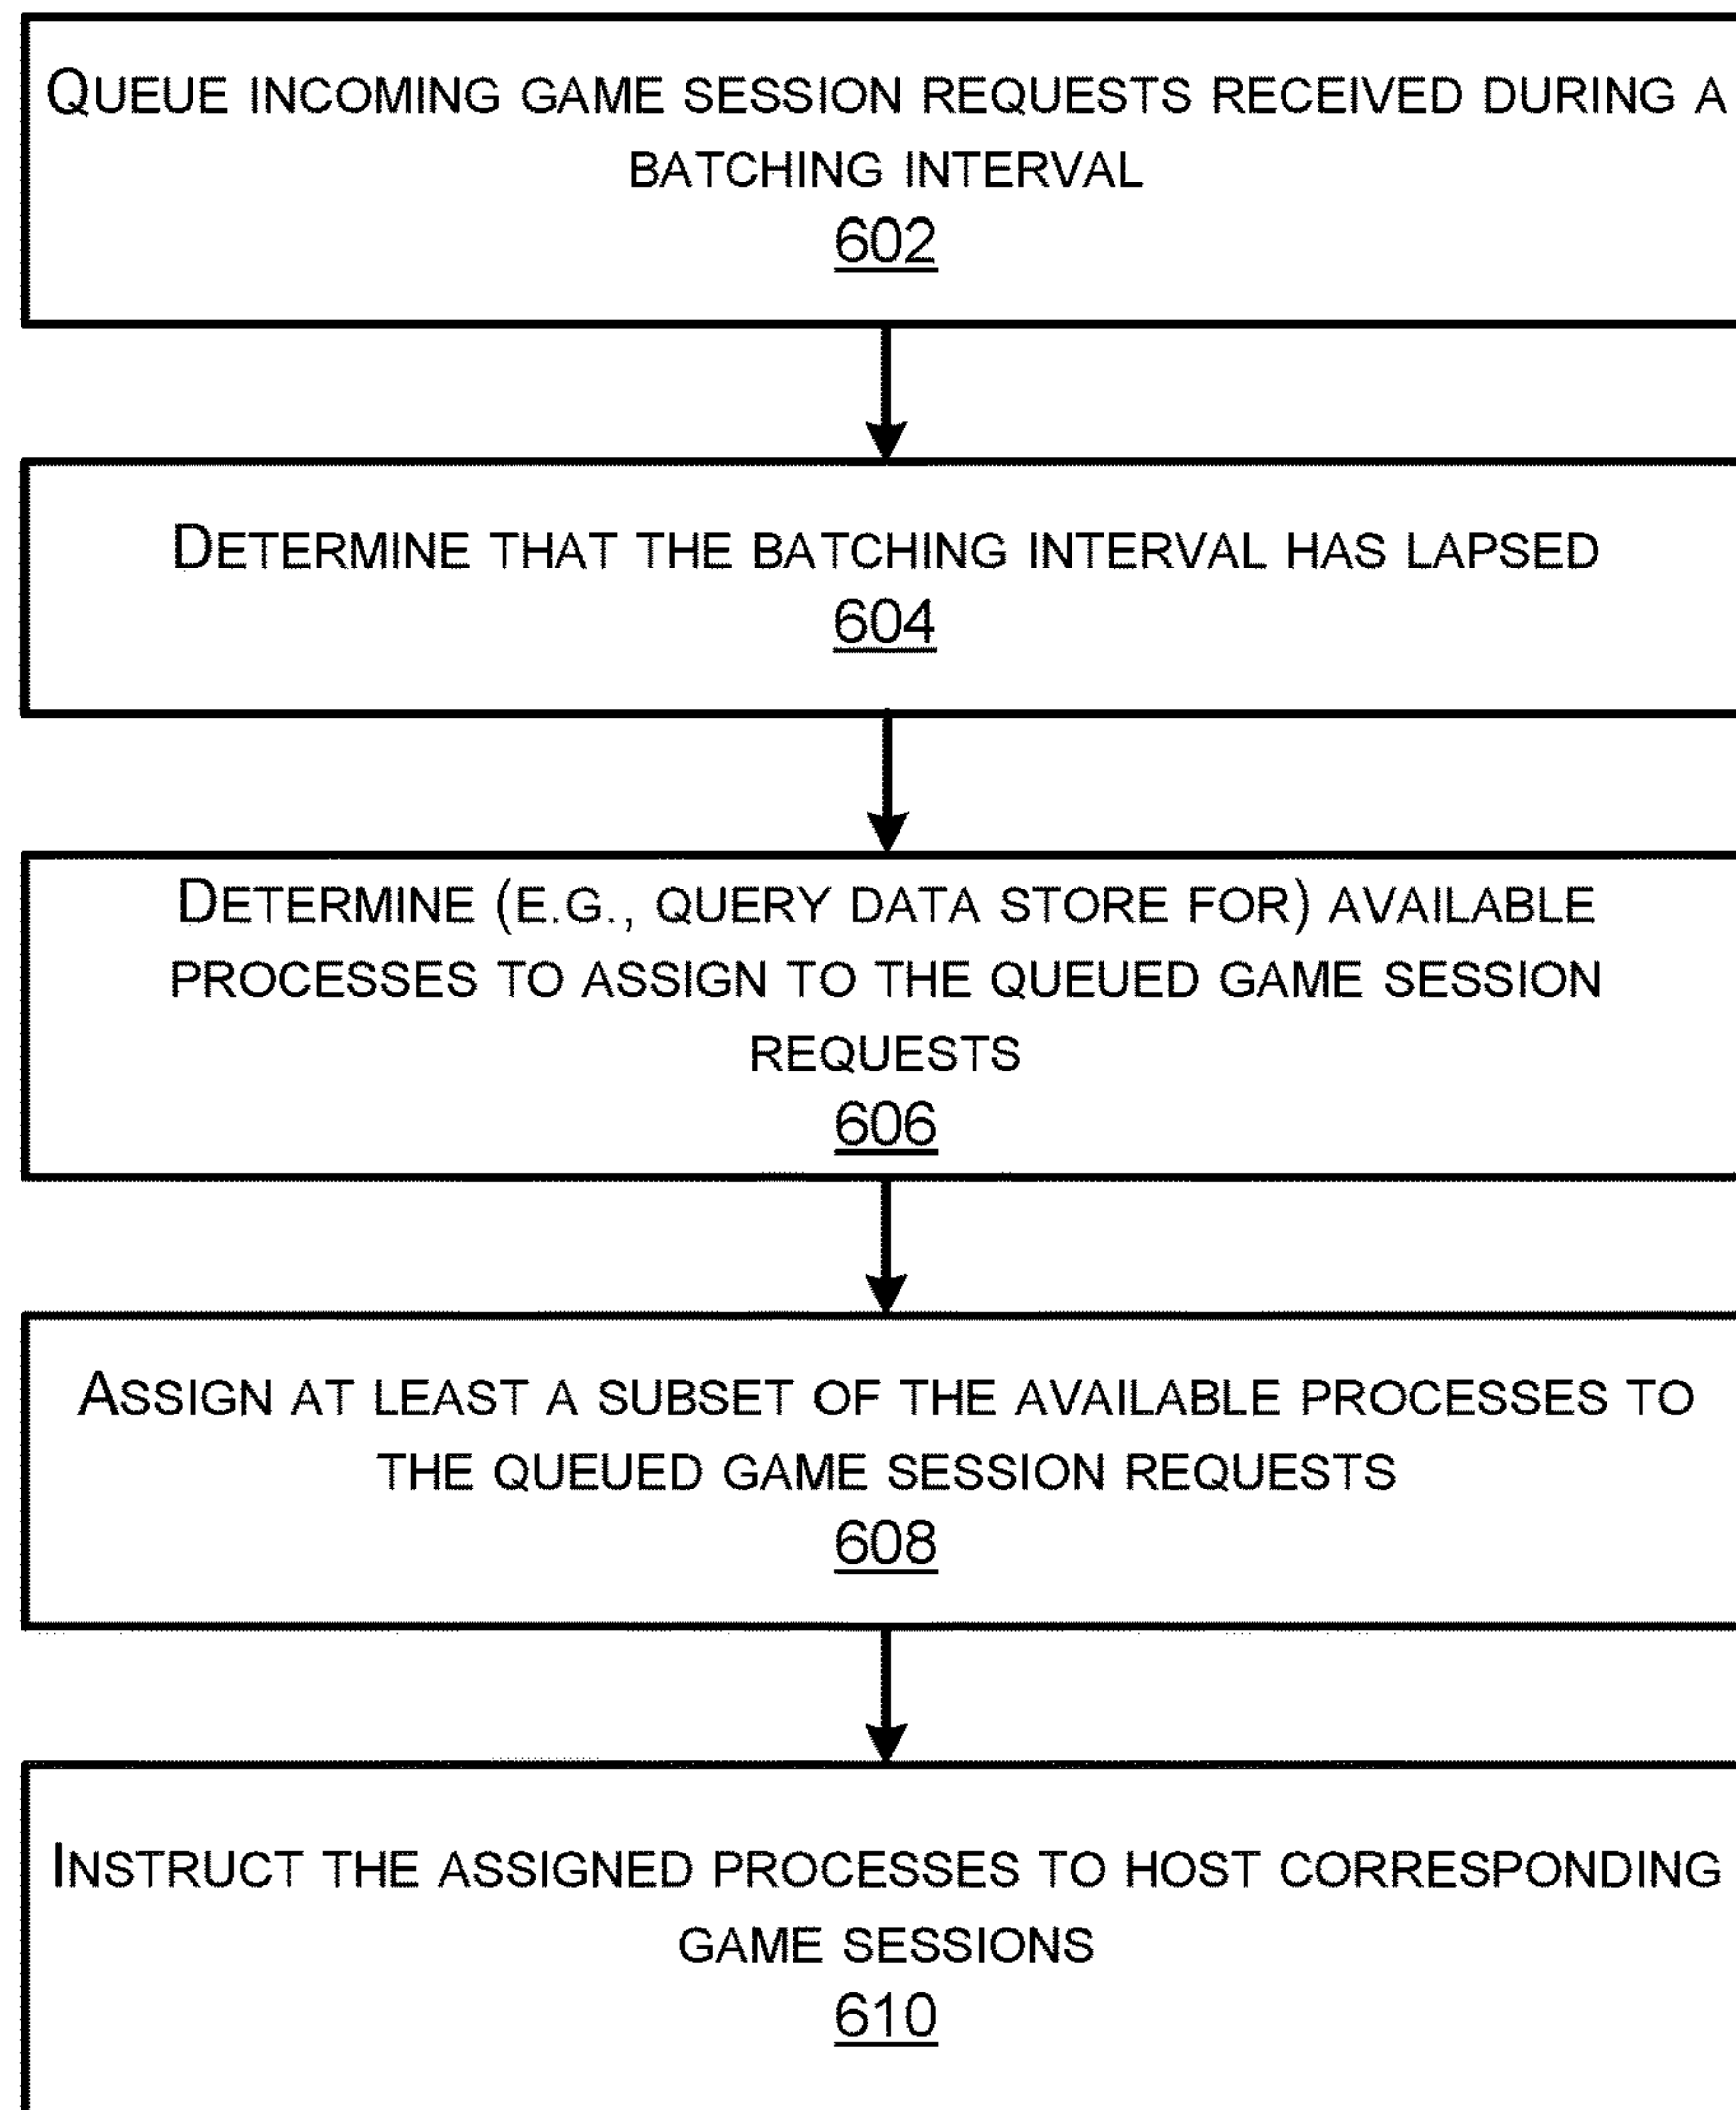 QUEUE INCOMING GAME SESSION REQUESTS RECEIVED DURING A
BATCHING INTERVAL
602
DETERMINE THAT THE BATCHING INTERVAL HAS LAPSED
604
DETERMINE (E.G., QUERY DATA STORE FOR) AVAILABLE
PROCESSES TO ASSIGN TO THE QUEUED GAME SESSION
REQUESTS
606
ASSIGN AT LEAST A SUBSET OF THE AVAILABLE PROCESSES TO
THE QUEUED GAME SESSION REQUESTS
608
INSTRUCT THE ASSIGNED PROCESSES TO HOST CORRESPONDING
GAME SESSIONS
610